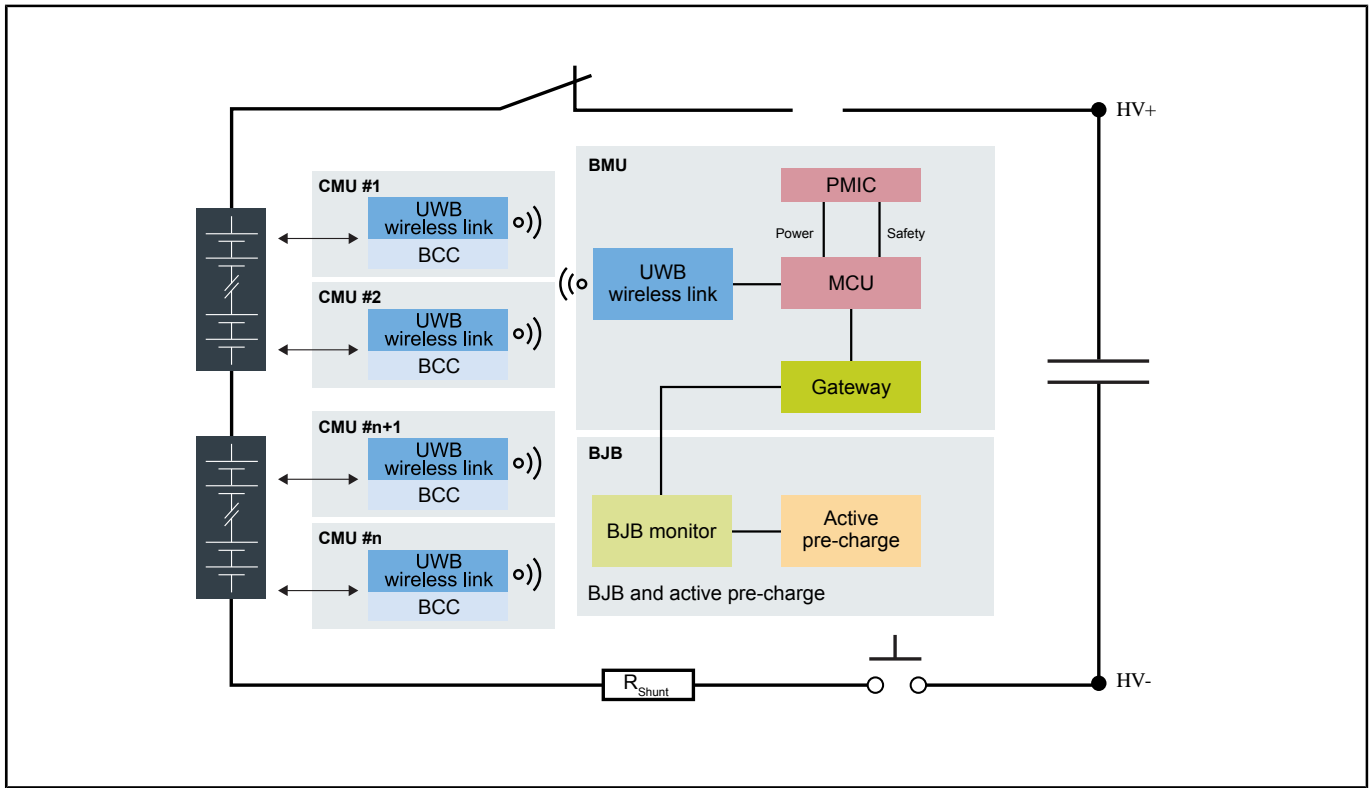 HV+
CMU #1
UWB
wireless link
BCC
CMU #2
UWB
wireless link
BCC
CMU #n+1
UWB
wireless link
BCC
CMU #n
UWB
wireless link
BCC
BMU
PMIC
Power
Safety
UWB
wireless link
MCU
Gateway
BJB
BJB monitor
Active
pre-charge
BJB and active pre-charge
RShunt
HV-